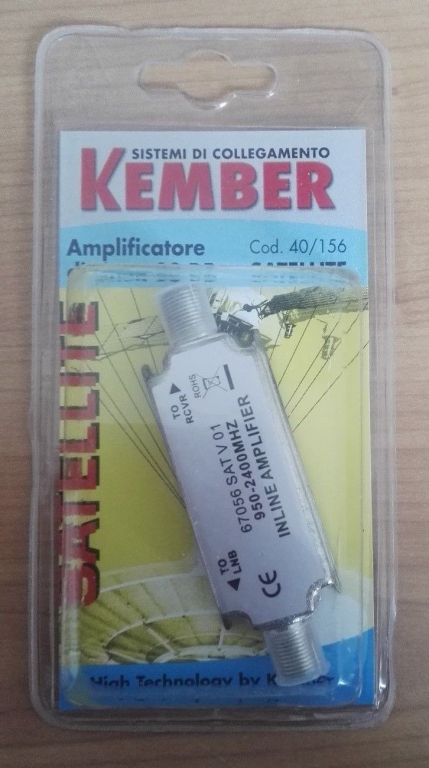 SISTEMI DI COLLEGAMENTO
KEMBER
Amplificatore
Cod. 40/156
SATELLITE
SATELLITE
TO
RCVR
ROHS
67056 SAT V 01
950-2400MHZ
INLINE AMPLIFIER
TO
LNB
CE
High Technology by